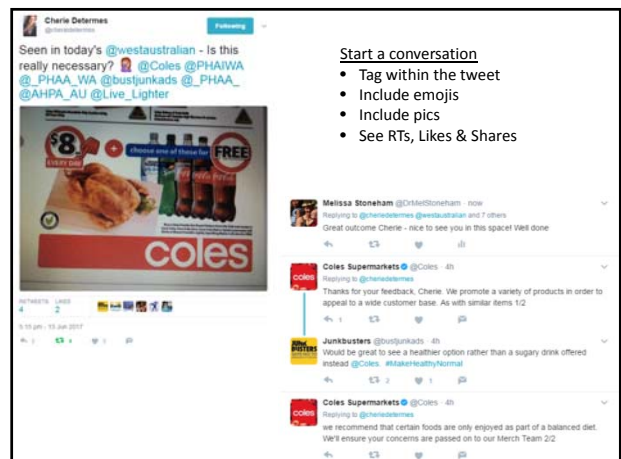 Cherie Determes
@cheriedetermes
Following
Seen in today's @westaustralian - Is this
really necessary? @Coles @PHAIWA
@_PHAA_WA @bustjunkads @_PHAA_
@AHPA_AU @Live_Lighter
$8
EVERY DAY
+
choose one of these for
FREE
coles
RETWEETS LIKES
4 2
5:15 pm - 15 Jun 2017
Start a conversation
• Tag within the tweet
• Include emojis
• Include pics
• See RTs, Likes & Shares
Melissa Stoneham @DrMelStoneham · now
Replying to @cheriedetermes @westaustralian and 7 others
Great outcome Cherie - nice to see you in this space! Well done
coles
Coles Supermarkets @Coles · 4h
Replying to @cheriedetermes
Thanks for your feedback, Cherie. We promote a variety of products in order to
appeal to a wide customer base. As with similar items 1/2
1
Junkbusters @bustjunkads · 4h
Would be great to see a healthier option rather than a sugary drink offered
instead @Coles. #MakeHealthyNormal
2 1
coles
Coles Supermarkets @Coles · 4h
Replying to @cheriedetermes
we recommend that certain foods are only enjoyed as part of a balanced diet.
We'll ensure your concerns are passed on to our Merch Team 2/2